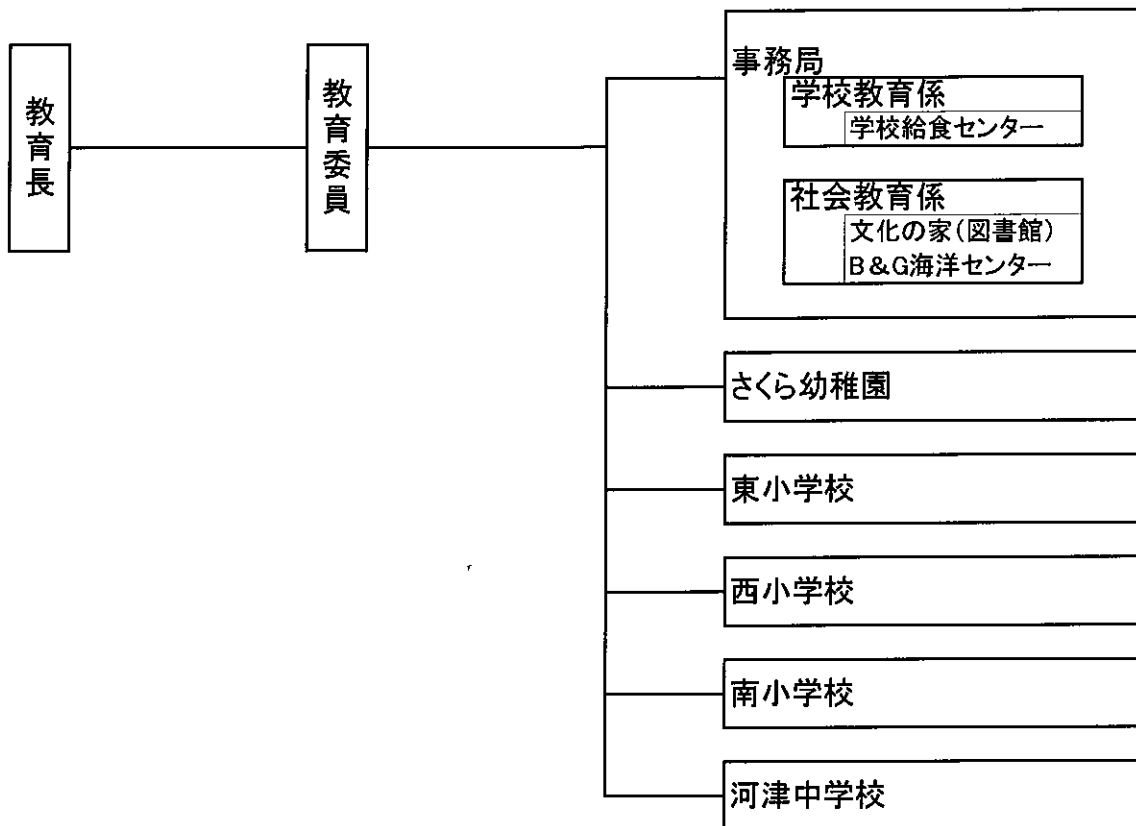 教育長
教育委員
事務局
学校教育係
学校給食センター
社会教育係
文化の家(図書館)
B&G海洋センター
さくら幼稚園
東小学校
西小学校
南小学校
河津中学校